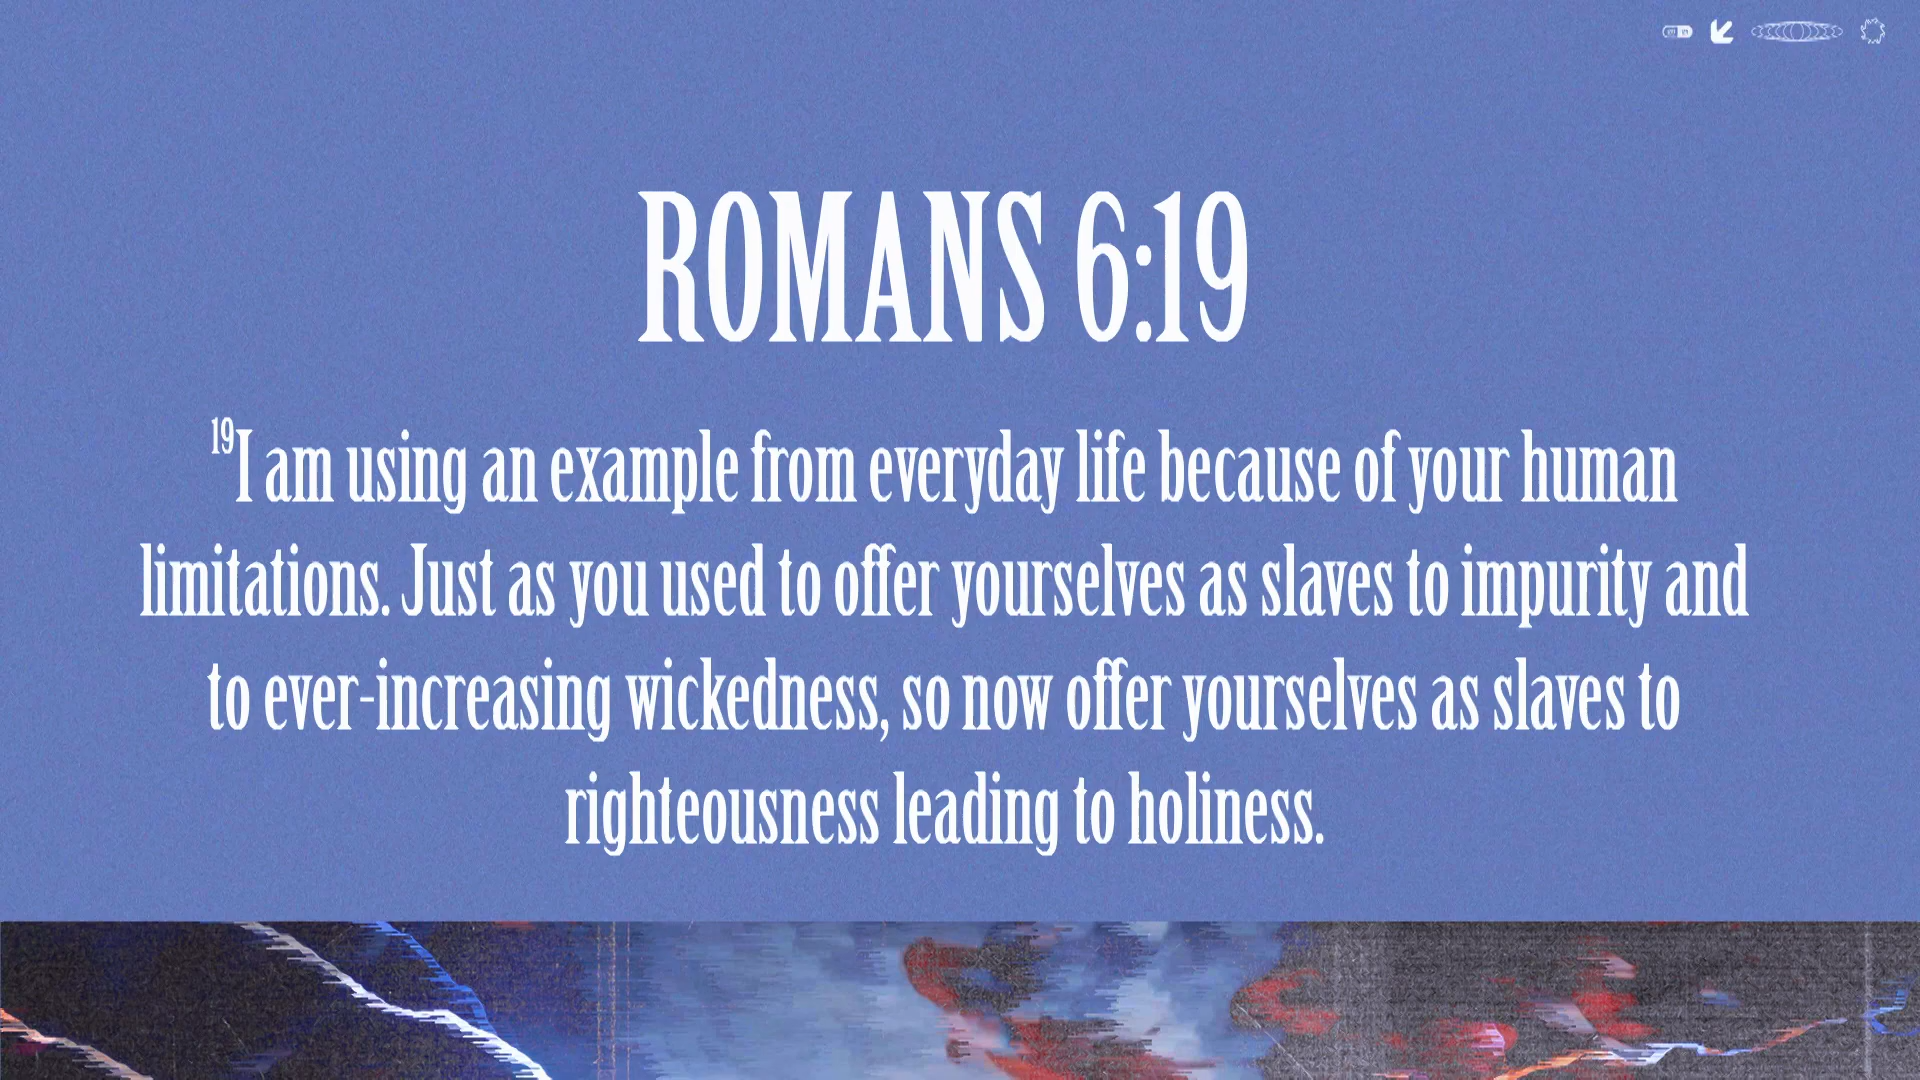 ROMANS 6:19
19I am using an example from everyday life because of your human
limitations. Just as you used to offer yourselves as slaves to impurity and
to ever-increasing wickedness, so now offer yourselves as slaves to
righteousness leading to holiness.